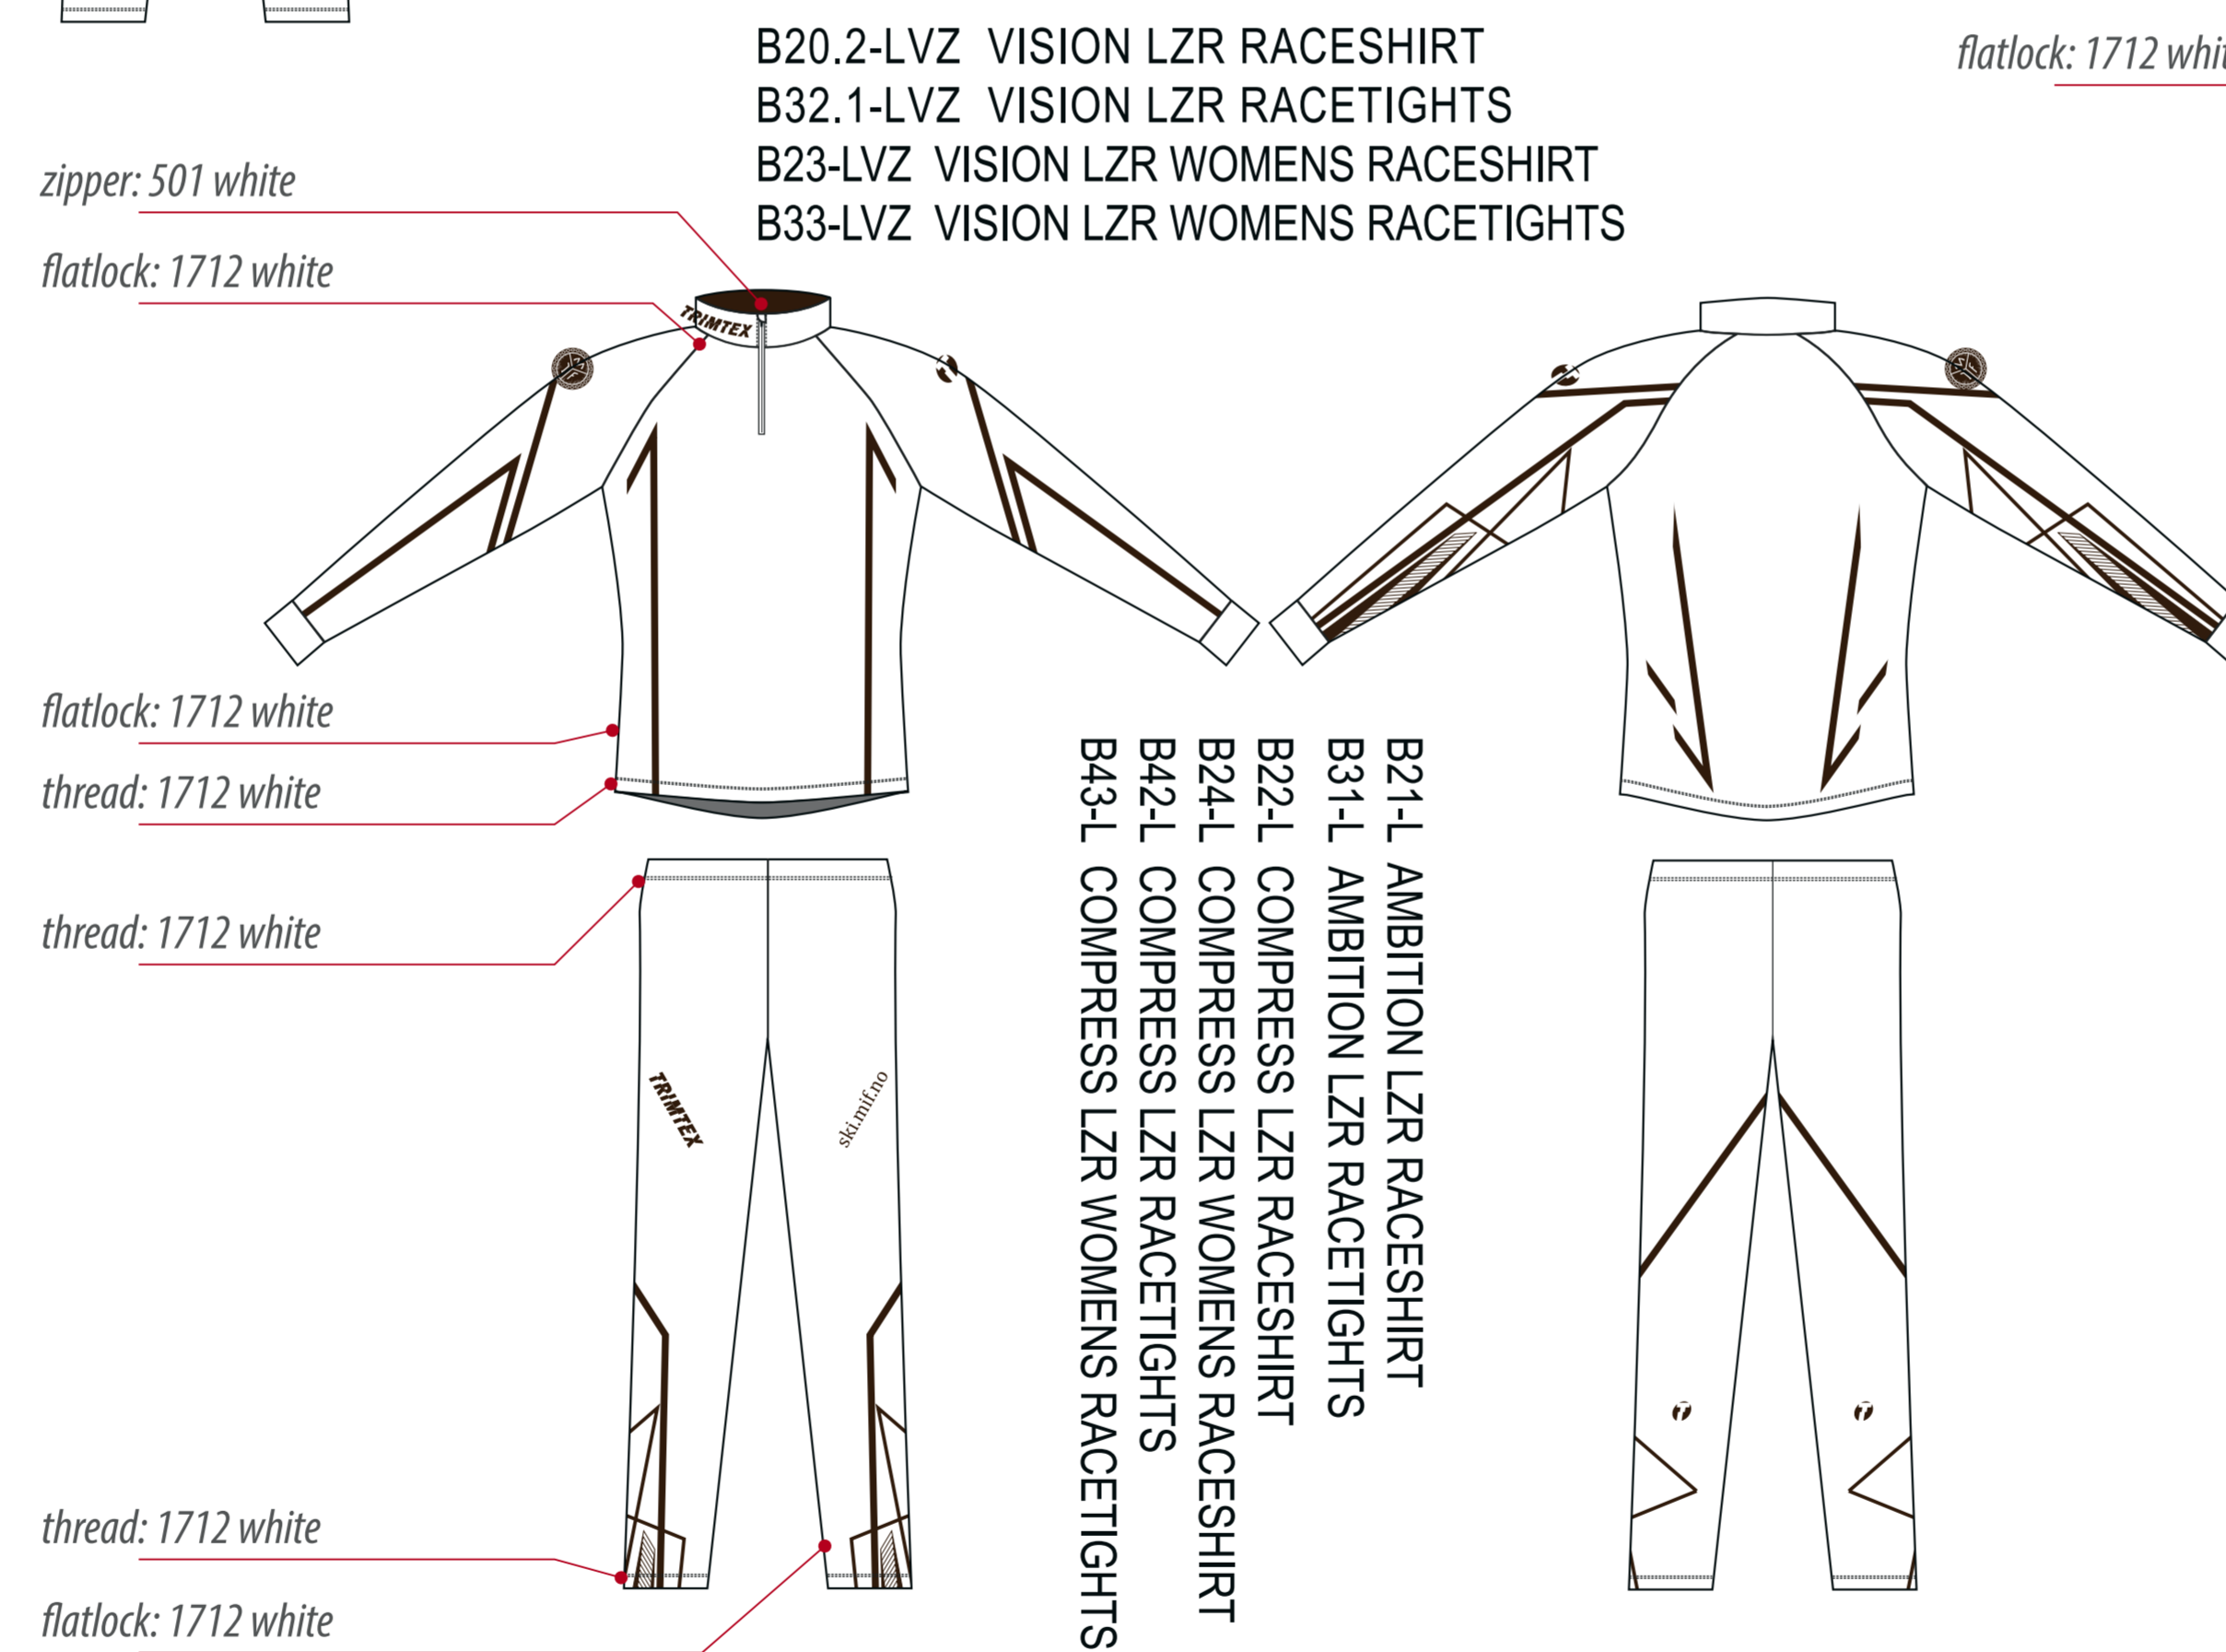 B20.2-LVZ VISION LZR RACESHIRT
B32.1-LVZ VISION LZR RACETIGHTS
B23-LVZ VISION LZR WOMENS RACESHIRT
B33-LVZ VISION LZR WOMENS RACETIGHTS
flatlock: 1712
zipper: 501 white
flatlock: 1712 white
TRIMTEX
flatlock: 1712 white
thread: 1712 white
thread: 1712 white
B21-L AMBITION LZR RACESHIRT
B31-L AMBITION LZR RACETIGHTS
B22-L COMPRESS LZR RACESHIRT
B24-L COMPRESS LZR WOMENS RACESHIRT
B42-L COMPRESS LZR RACETIGHTS
B43-L COMPRESS LZR WOMENS RACETIGHTS
TRIMTEX
ski.mif.no
T
T
thread: 1712 white
flatlock: 1712 white